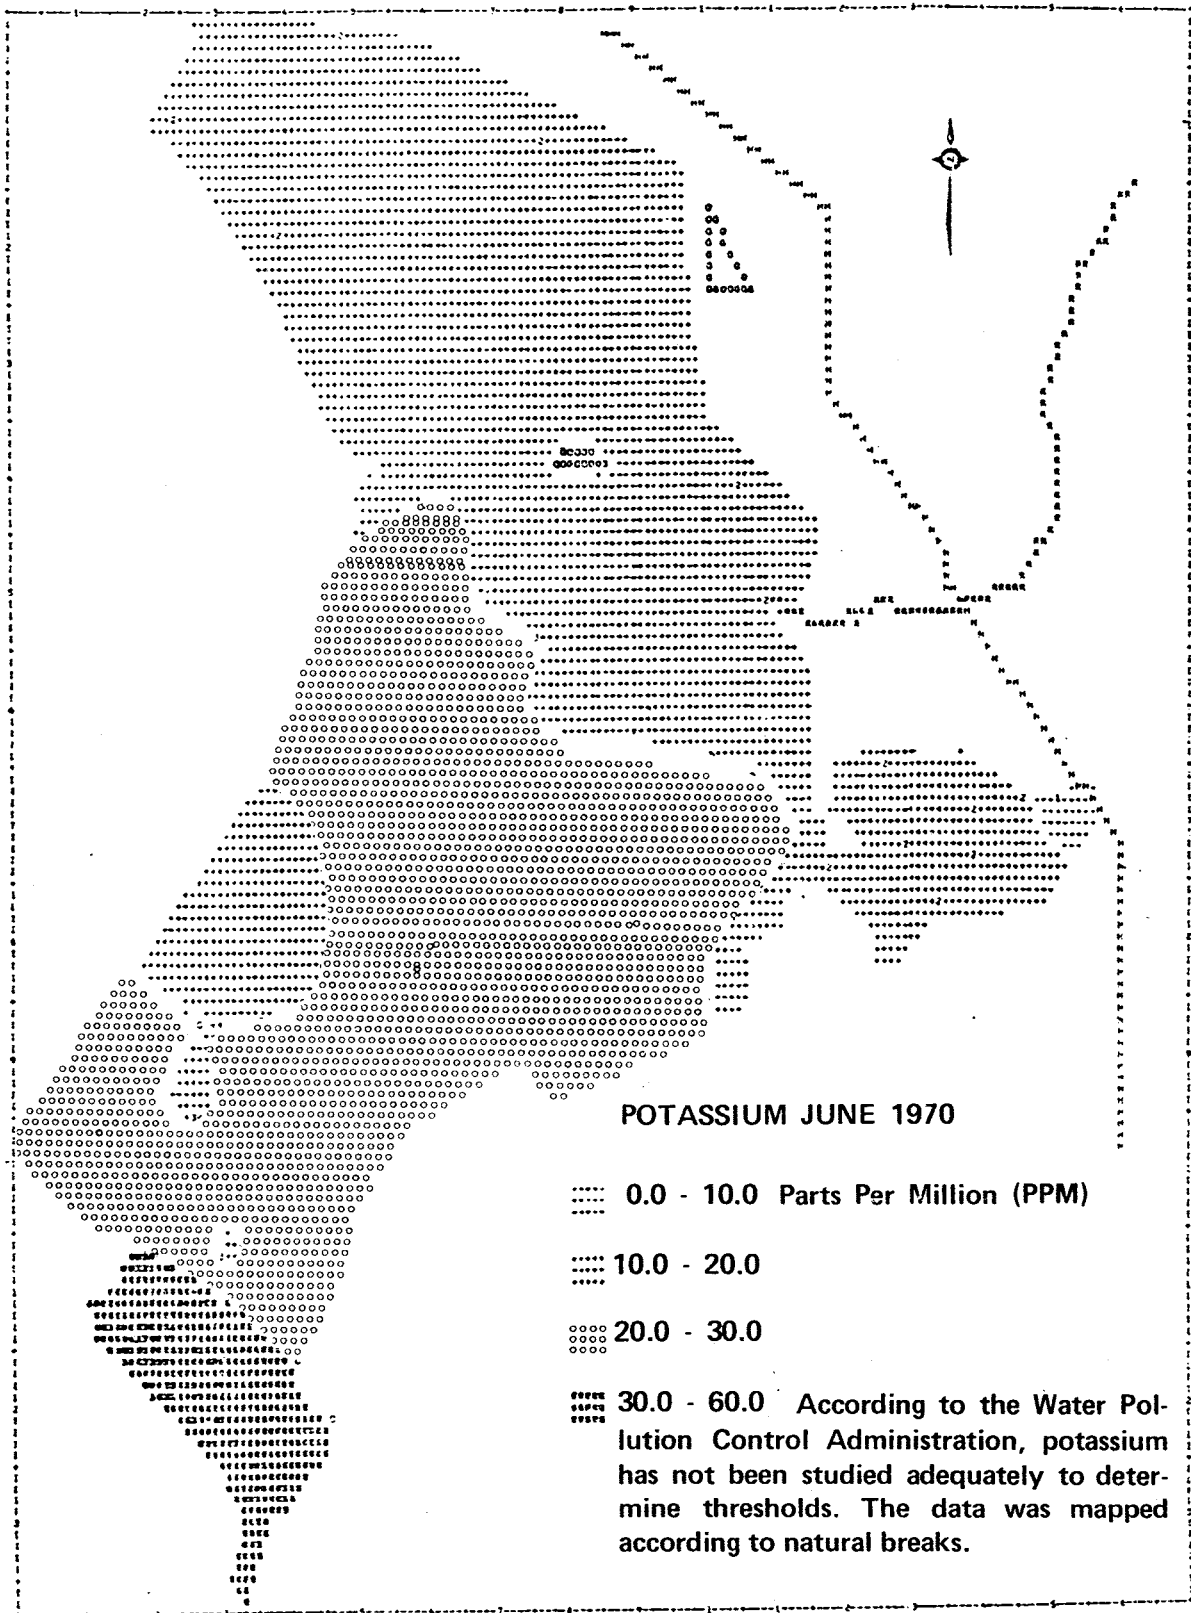 POTASSIUM JUNE 1970
0.0 - 10.0 Parts Per Million (PPM)
10.0 - 20.0
20.0 - 30.0
30.0 - 60.0 According to the Water Pol-
lution Control Administration, potassium
has not been studied adequately to deter-
mine thresholds. The data was mapped
according to natural breaks.